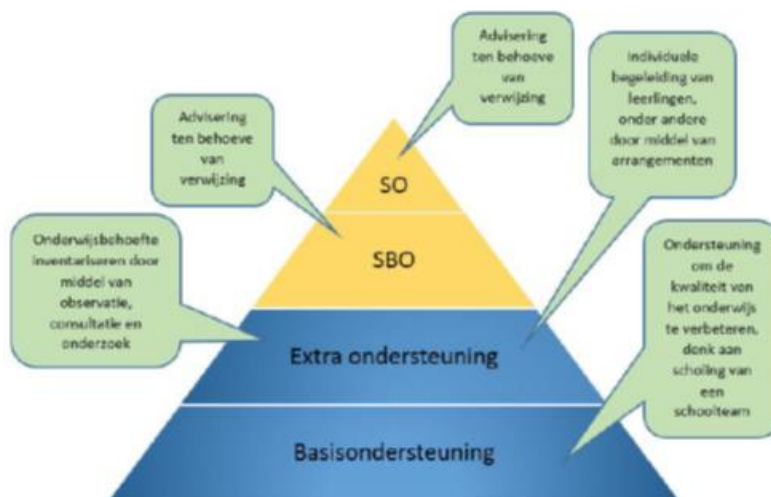 Advisering
ten behoeve
van
verwijzing
Individuele
begeleiding van
leerlingen,
onder andere
door middel van
arrangementen
Advisering
ten behoeve
van
verwijzing
SO
Onderwijsbehoefte
inventariseren door
middel van
observatie,
consultatie en
onderzoek
SBO
Ondersteuning
om de
kwaliteit van
het onderwijs
te verbeteren,
denk aan
scholing van
een
schoolteam
Extra ondersteuning
Basisondersteuning